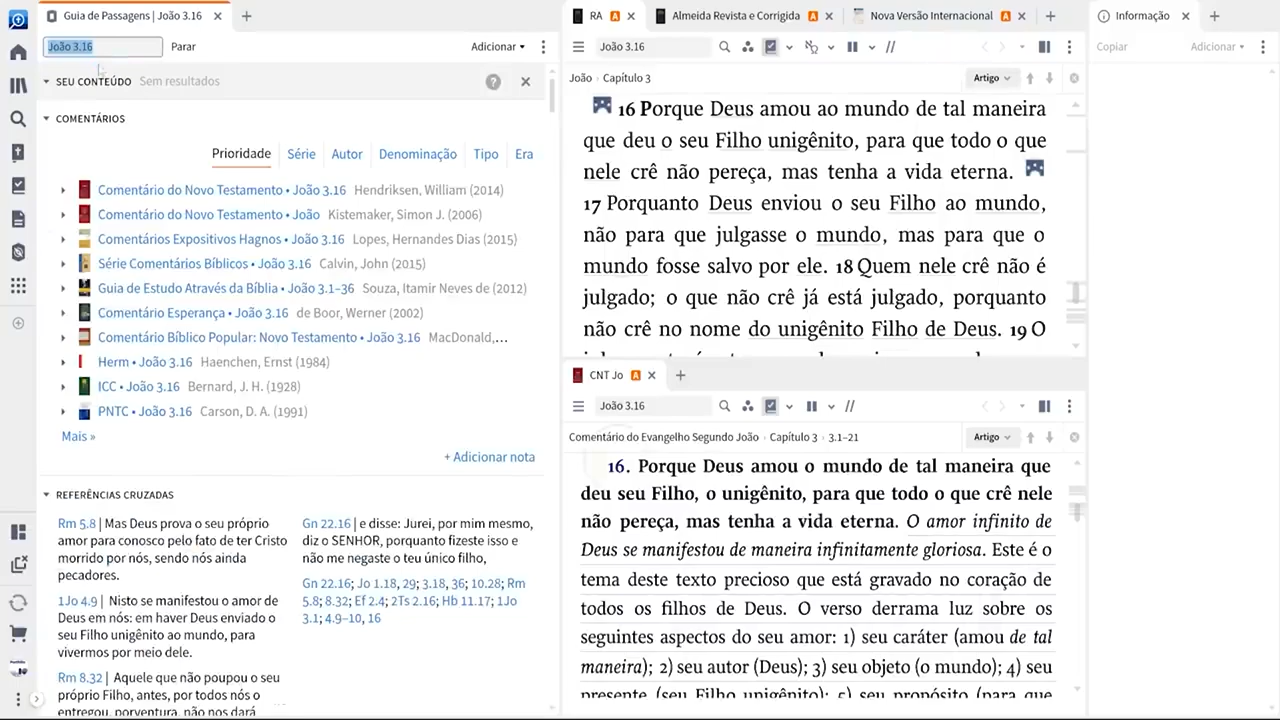 Guia de Passagens | João 3.16
João 3.16
Parar
Adicionar
SEU CONTEÚDO Sem resultados
COMENTÁRIOS
Prioridade Série Autor Denominação Tipo Era
Comentário do Novo Testamento • João 3.16 Hendriksen, William (2014)
Comentário do Novo Testamento • João Kistemaker, Simon J. (2006)
Comentários Expositivos Hagnos • João 3.16 Lopes, Hernandes Dias (2015)
Série Comentários Bíblicos • João 3.16 Calvin, John (2015)
Guia de Estudo Através da Bíblia • João 3.1–36 Souza, Itamir Neves de (2012)
Comentário Esperança • João 3.16 de Boor, Werner (2002)
Comentário Bíblico Popular: Novo Testamento • João 3.16 MacDonald,...
Herm • João 3.16 Haenchen, Ernst (1984)
ICC • João 3.16 Bernard, J. H. (1928)
PNTC • João 3.16 Carson, D. A. (1991)
Mais »
+ Adicionar nota
REFERÊNCIAS CRUZADAS
Rm 5.8 | Mas Deus prova o seu próprio
amor para conosco pelo fato de ter Cristo
morrido por nós, sendo nós ainda
pecadores.
1Jo 4.9 | Nisto se manifestou o amor de
Deus em nós: em haver Deus enviado o
seu Filho unigênito ao mundo, para
vivermos por meio dele.
Rm 8.32 | Aquele que não poupou o seu
próprio Filho, antes, por todos nós o
entregou, porventura, não nos dará
Gn 22.16 | e disse: Jurei, por mim mesmo,
diz o SENHOR, porquanto fizeste isso e
não me negaste o teu único filho,
Gn 22.16; Jo 1.18, 29; 3.18, 36; 10.28; Rm
5.8; 8.32; Ef 2.4; 2Ts 2.16; Hb 11.17; 1Jo
3.1; 4.9–10, 16
RA A
Almeida Revista e Corrigida A
Nova Versão Internacional A
João 3.16
João › Capítulo 3
Artigo
16 Porque Deus amou ao mundo de tal maneira
que deu o seu Filho unigênito, para que todo o que
nele crê não pereça, mas tenha a vida eterna.
17 Porquanto Deus enviou o seu Filho ao mundo,
não para que julgasse o mundo, mas para que o
mundo fosse salvo por ele. 18 Quem nele crê não é
julgado; o que não crê já está julgado, porquanto
não crê no nome do unigênito Filho de Deus. 19 O
CNT Jo A
João 3.16
Comentário do Evangelho Segundo João › Capítulo 3 › 3.1–21
Artigo
16. Porque Deus amou o mundo de tal maneira que
deu seu Filho, o unigênito, para que todo o que crê nele
não pereça, mas tenha a vida eterna. O amor infinito de
Deus se manifestou de maneira infinitamente gloriosa. Este é o
tema deste texto precioso que está gravado no coração de
todos os filhos de Deus. O verso derrama luz sobre os
seguintes aspectos do seu amor: 1) seu caráter (amou de tal
maneira); 2) seu autor (Deus); 3) seu objeto (o mundo); 4) seu
presente (seu Filho unigênito); 5) seu propósito (para que
Informação
Copiar
Adicionar